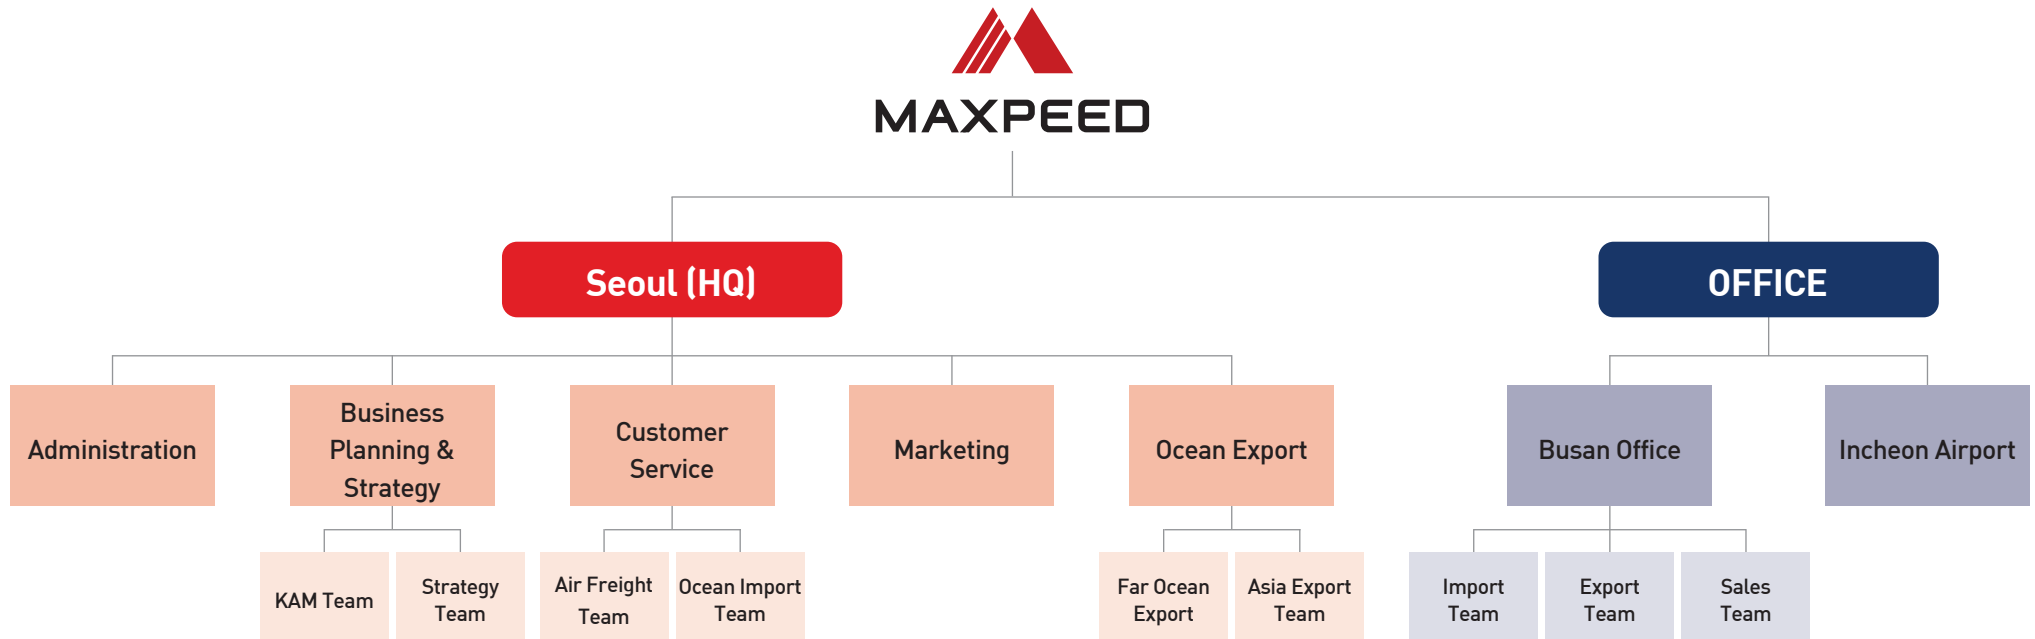 MAXPEED
Seoul (HQ)
OFFICE
Administration
Business
Planning &
Strategy
Customer
Service
Marketing
Ocean Export
Busan Office
Incheon Airport
KAM Team
Strategy
Team
Air Freight
Team
Ocean Import
Team
Far Ocean
Export
Asia Export
Team
Import
Team
Export
Team
Sales
Team